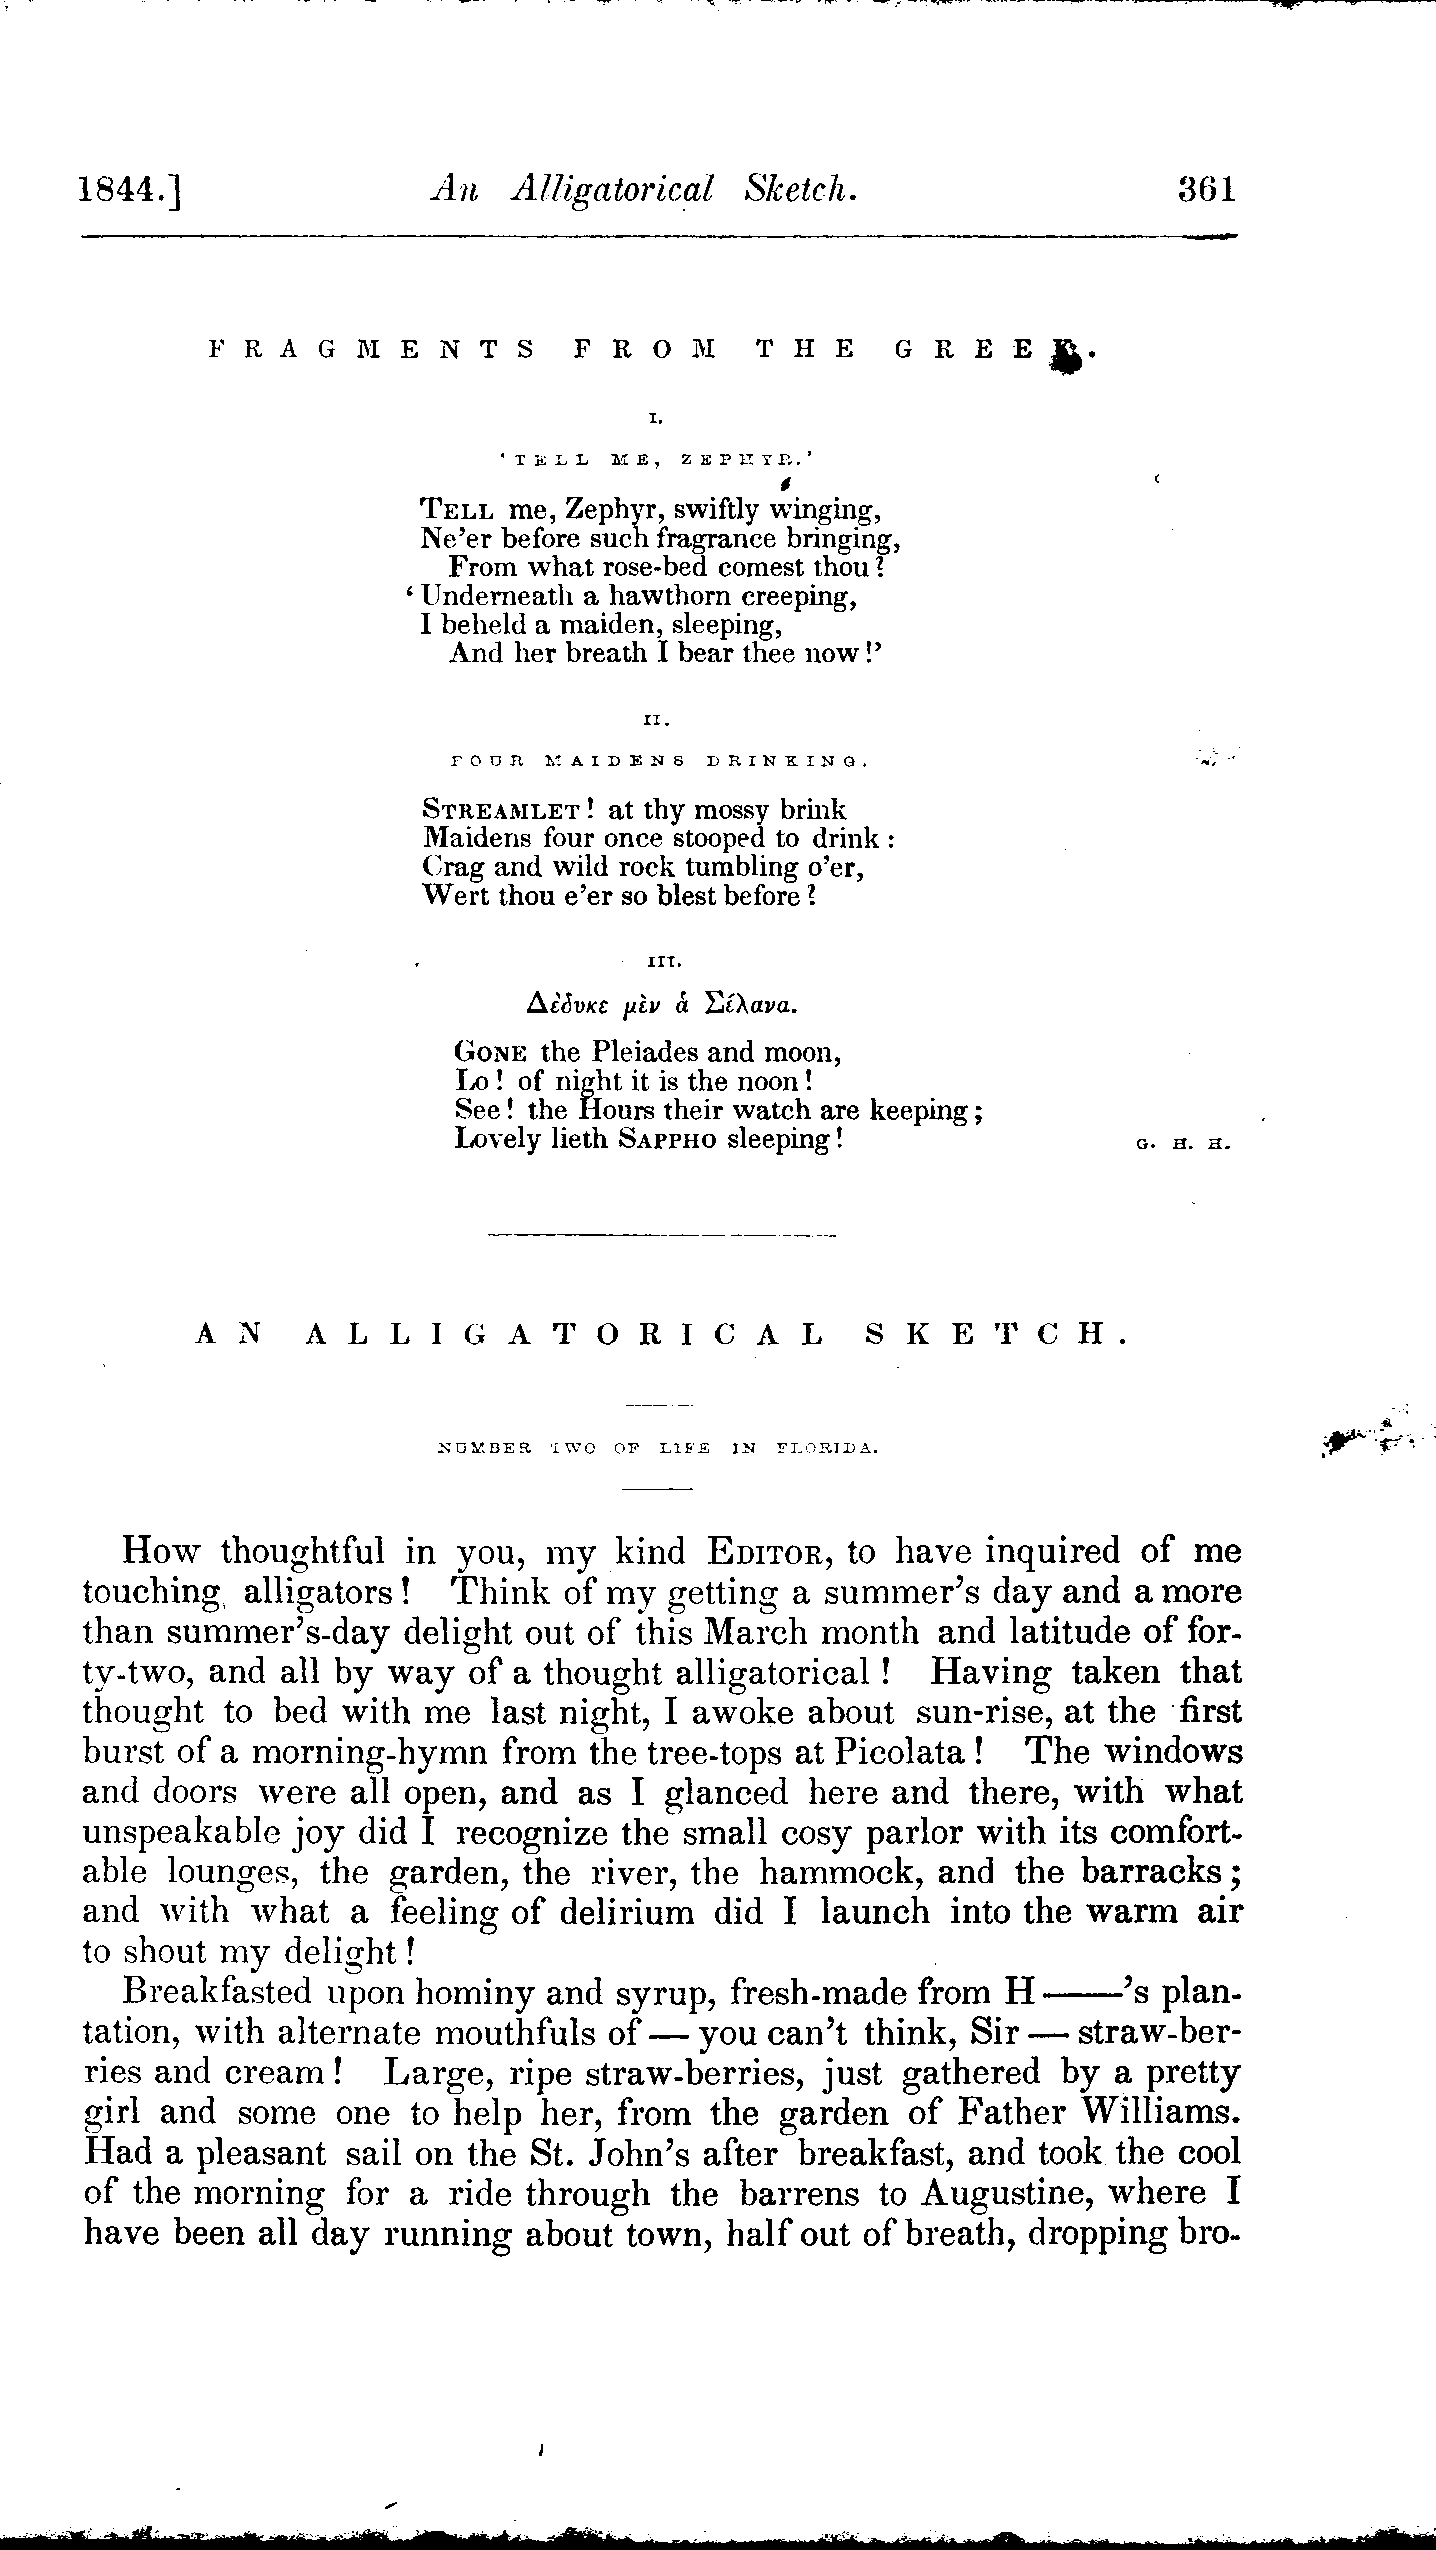 1844.] An Alligatorical Sketch. 361
FRAGMENTS FROM THE GREEK.
I.
'TELL ME, ZEPHYR.'
TELL me, Zephyr, swiftly winging,
Ne'er before such fragrance bringing,
From what rose-bed comest thou?
'Underneath a hawthorn creeping,
I beheld a maiden, sleeping,
And her breath I bear thee now!'
II.
FOUR MAIDENS DRINKING.
STREAMLET! at thy mossy brink
Maidens four once stooped to drink:
Crag and wild rock tumbling o'er,
Wert thou e'er so blest before?
III.
Δέδυκε μὲν ἁ Σέλανα.
GONE the Pleiades and moon,
Lo! of night it is the noon!
See! the Hours their watch are keeping;
Lovely lieth SAPPHO sleeping!
G. H. H.
AN ALLIGATORICAL SKETCH.
NUMBER TWO OF LIFE IN FLORIDA.
How thoughtful in you, my kind EDITOR, to have inquired of me
touching alligators! Think of my getting a summer's day and a more
than summer's-day delight out of this March month and latitude of for-
ty-two, and all by way of a thought alligatorical! Having taken that
thought to bed with me last night, I awoke about sun-rise, at the first
burst of a morning-hymn from the tree-tops at Picolata! The windows
and doors were all open, and as I glanced here and there, with what
unspeakable joy did I recognize the small cosy parlor with its comfort-
able lounges, the garden, the river, the hammock, and the barracks;
and with what a feeling of delirium did I launch into the warm air
to shout my delight!
Breakfasted upon hominy and syrup, fresh-made from H——'s plan-
tation, with alternate mouthfuls of — you can't think, Sir — straw-ber-
ries and cream! Large, ripe straw-berries, just gathered by a pretty
girl and some one to help her, from the garden of Father Williams.
Had a pleasant sail on the St. John's after breakfast, and took the cool
of the morning for a ride through the barrens to Augustine, where I
have been all day running about town, half out of breath, dropping bro-